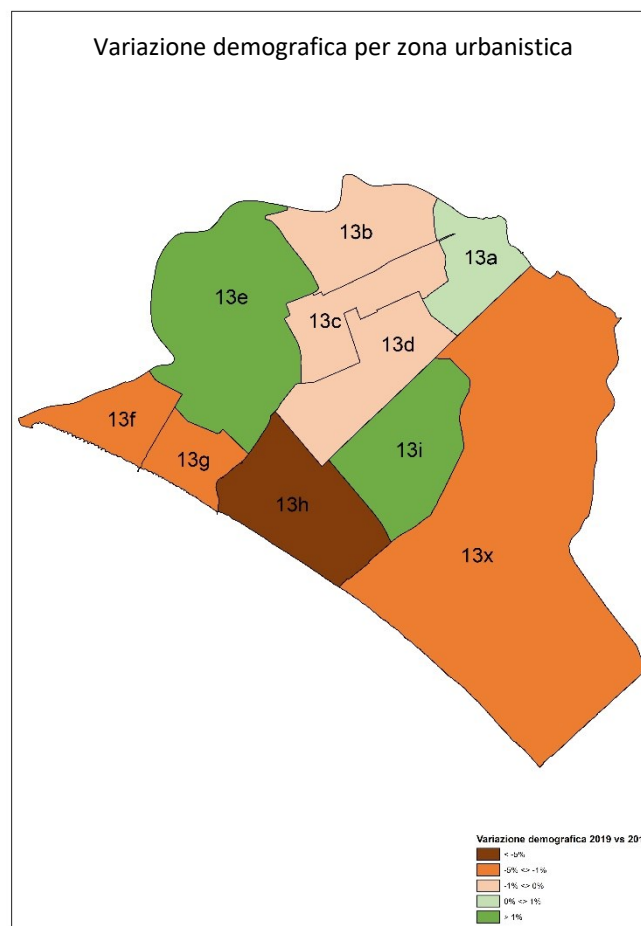 Variazione demografica per zona urbanistica
13b
13a
13e
13c
13d
13f
13g
13i
13h
13x
Variazione demografica 2019 vs 201
< -5%
-5% <> -1%
-1% <> 0%
0% <> 1%
> 1%